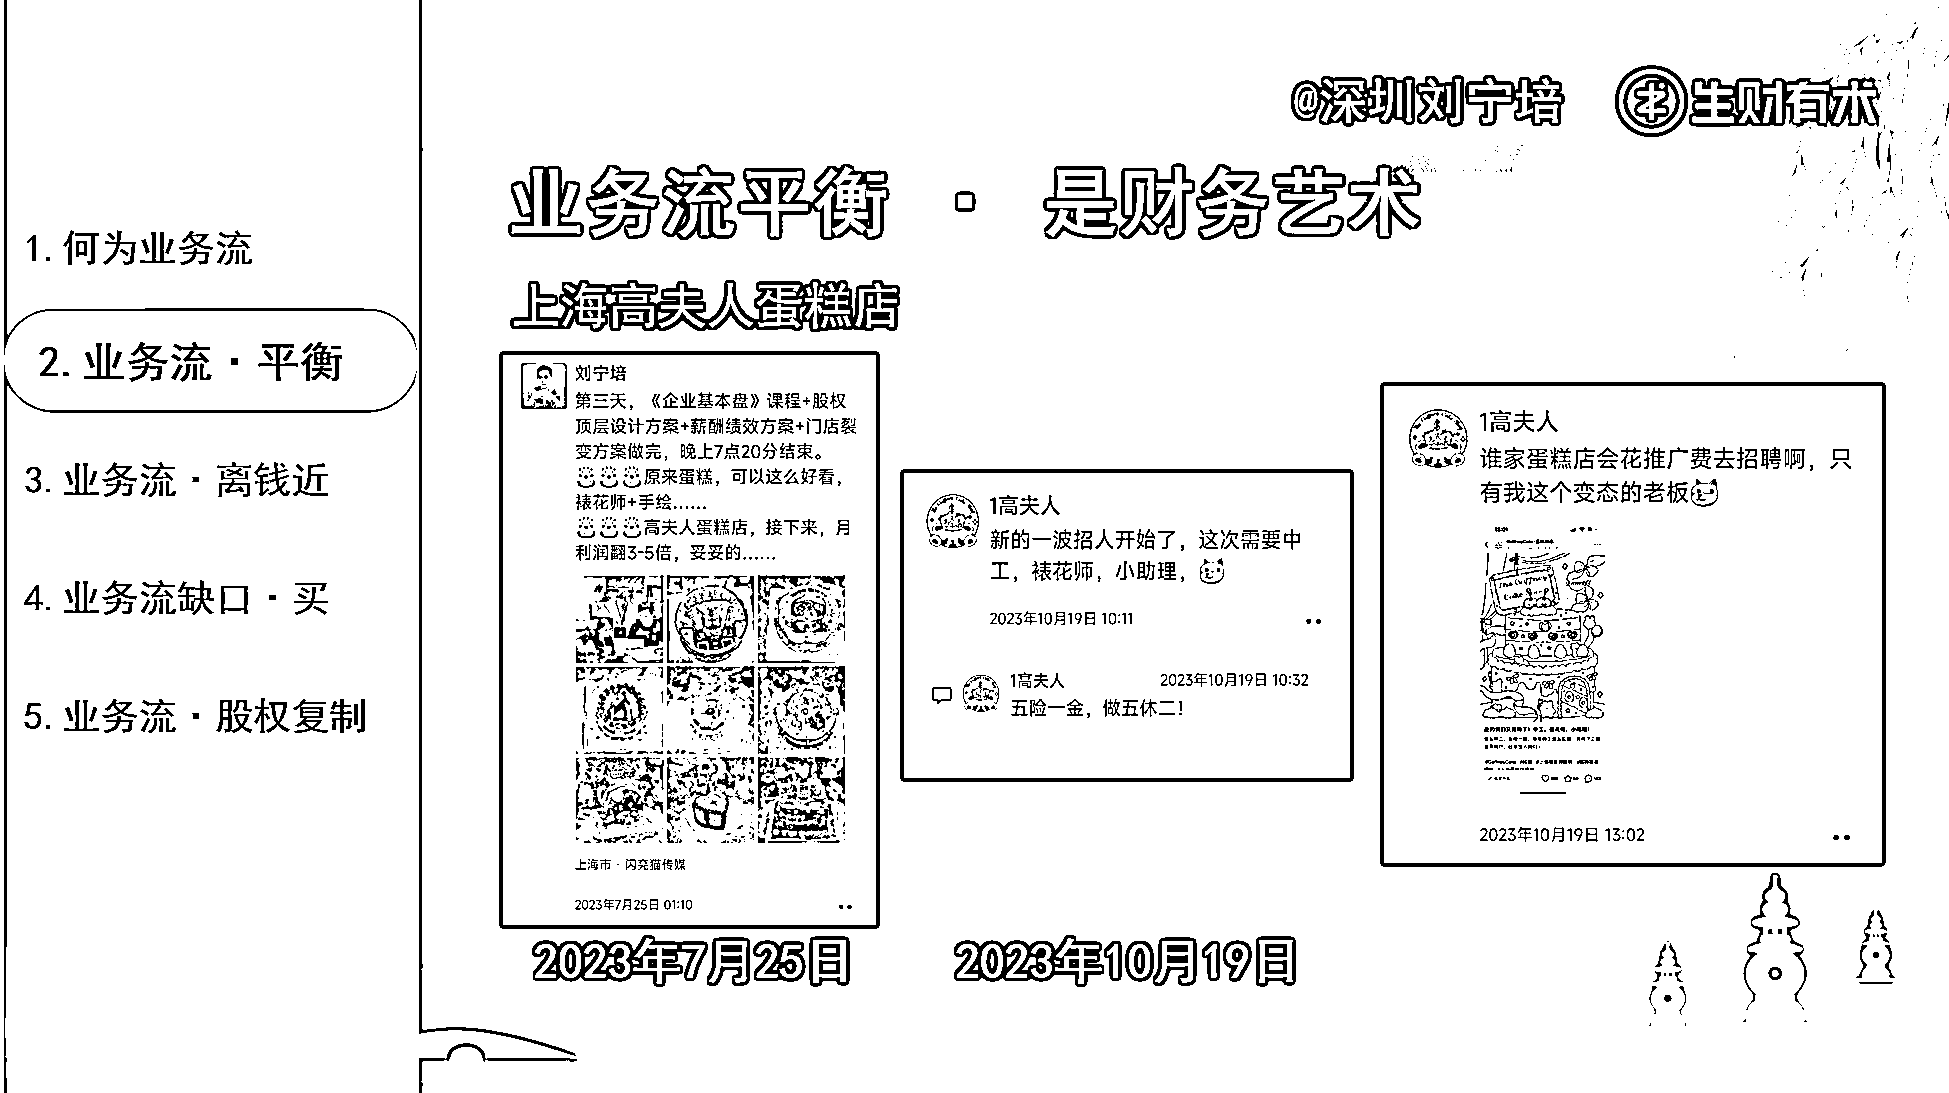 @深圳刘宁培
生财有术
业务流平衡 · 是财务艺术
1.何为业务流
2.业务流·平衡
3.业务流·离钱近
4.业务流缺口·买
5.业务流·股权复制
上海高夫人蛋糕店
刘宁培
第三天，《企业基本盘》课程+股权
顶层设计方案+薪酬绩效方案+门店裂
变方案做完，晚上7点20分结束。
原来蛋糕，可以这么好看，
裱花师+手绘……
高夫人蛋糕店，接下来，月
利润翻3-5倍，妥妥的……
上海市·闪充猫传媒
2023年7月25日 01:10
2023年7月25日
1高夫人
新的一波招人开始了，这次需要中
工，裱花师，小助理，
2023年10月19日 10:11
1高夫人
2023年10月19日 10:32
五险一金，做五休二！
2023年10月19日
1高夫人
谁家蛋糕店会花推广费去招聘啊，只
有我这个变态的老板
2023年10月19日 13:02